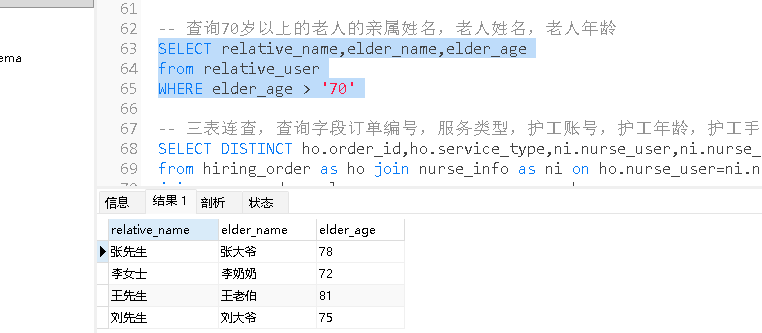 61
62 -- 查询70岁以上的老人的亲属姓名，老人姓名，老人年龄
ema
63 SELECT relative_name,elder_name,elder_age
64 from relative_user
65 WHERE elder_age > '70'
66
67 -- 三表连查，查询字段订单编号，服务类型，护工账号，护工年龄，护工手
68 SELECT DISTINCT ho.order_id,ho.service_type,ni.nurse_user,ni.nurse_
69 from hiring_order as ho join nurse_info as ni on ho.nurse_user=ni.n
信息 结果 1 剖析 状态
relative_name elder_name elder_age
张先生 张大爷 78
李女士 李奶奶 72
王先生 王老伯 81
刘先生 刘大爷 75